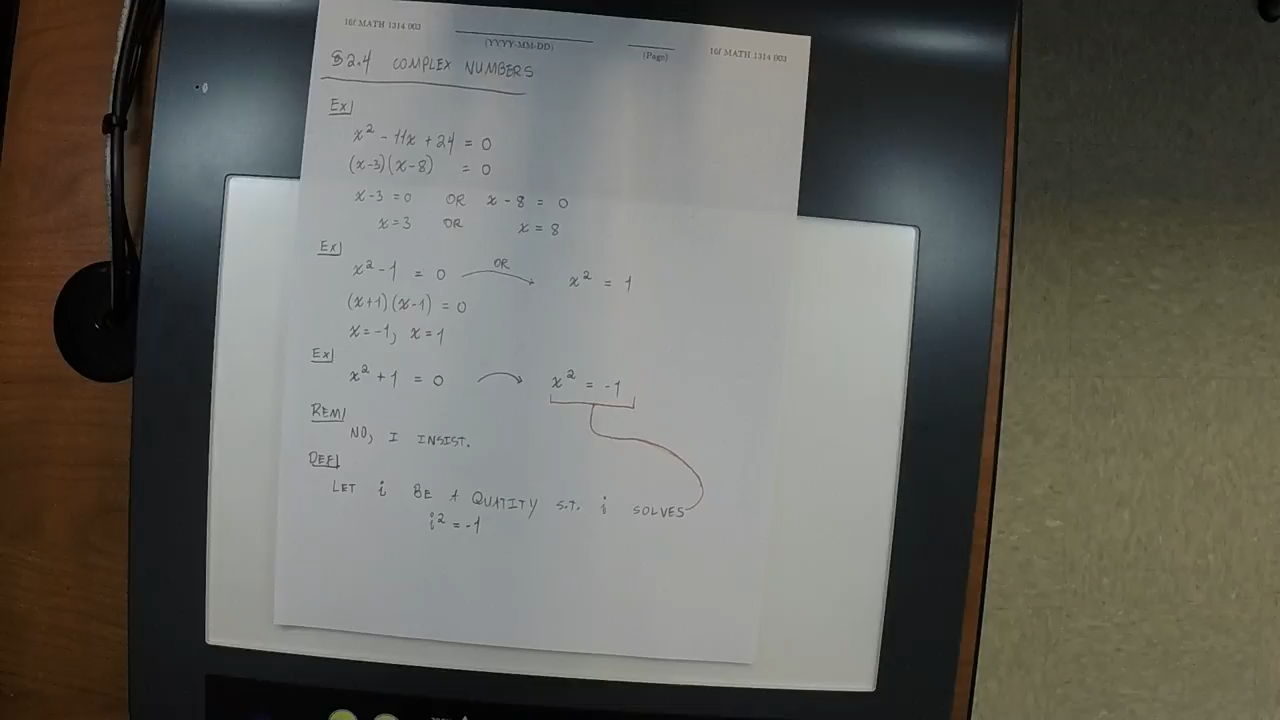 16f MATH 1314 003
(YYYY-MM-DD)
(Page)
16f MATH 1314 003
§2.4 COMPLEX NUMBERS
Ex|
x² - 11x + 24 = 0
(x-3)(x-8) = 0
x-3 = 0 OR x - 8 = 0
x=3 OR x = 8
Ex|
x² - 1 = 0 OR x² = 1
(x+1)(x-1) = 0
x=-1, x=1
Ex|
x² + 1 = 0 x² = -1
REM|
NO, I INSIST.
DEF|
LET i BE A QUATITY S.T. i SOLVES
i² = -1